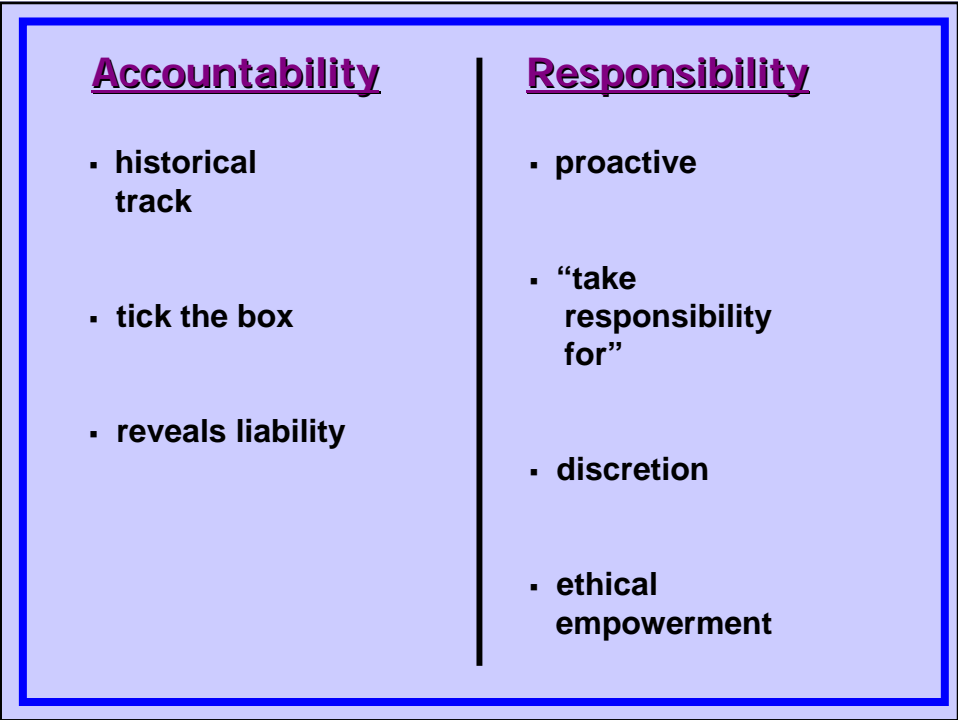 Accountability
▪ historical
track
▪ tick the box
▪ reveals liability
Responsibility
▪ proactive
▪ “take
responsibility
for”
▪ discretion
▪ ethical
empowerment